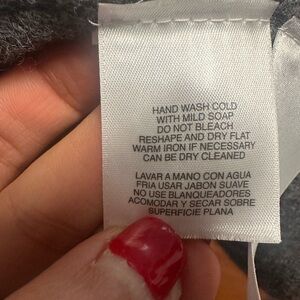 HAND WASH COLD
WITH MILD SOAP
DO NOT BLEACH
RESHAPE AND DRY FLAT
WARM IRON IF NECESSARY
CAN BE DRY CLEANED
LAVAR A MANO CON AGUA
FRIA USAR JABON SUAVE
NO USE BLANQUEADORES
ACOMODAR Y SECAR SOBRE
SUPERFICIE PLANA